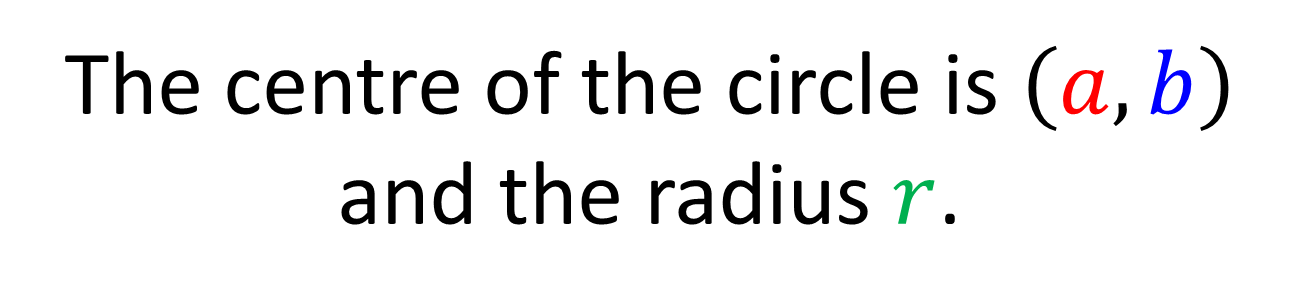 The centre of the circle is (a, b)
and the radius r.